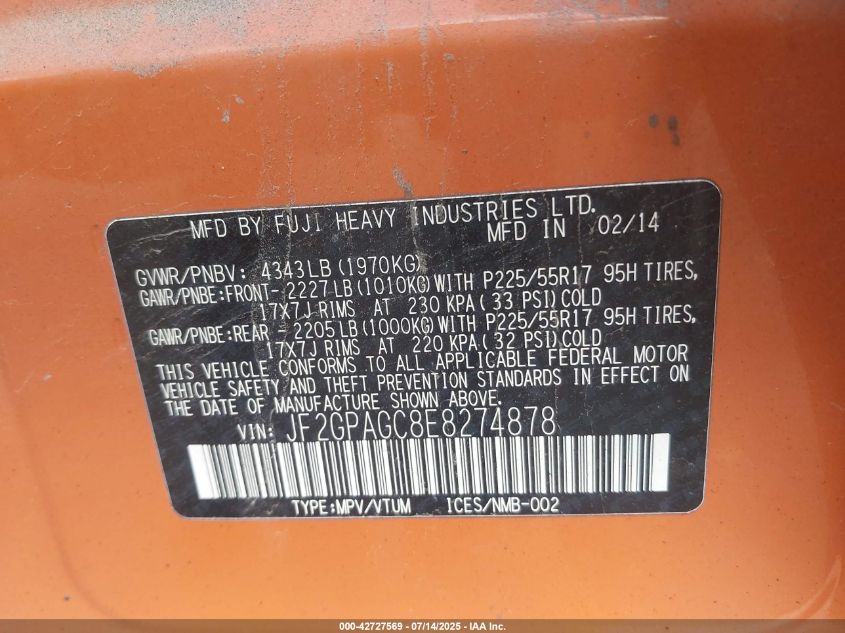 MFD BY FUJI HEAVY INDUSTRIES LTD.
MFD IN 02/14
GVWR/PNBV: 4343LB(1970KG)
GAWR/PNBE:FRONT-2227LB(1010KG)WITH P225/55R17 95H TIRES,
17X7J RIMS AT 230 KPA(33 PSI)COLD
GAWR/PNBE:REAR -2205LB(1000KG)WITH P225/55R17 95H TIRES,
17X7J RIMS AT 220 KPA(32 PSI)COLD
THIS VEHICLE CONFORMS TO ALL APPLICABLE FEDERAL MOTOR
VEHICLE SAFETY AND THEFT PREVENTION STANDARDS IN EFFECT ON
THE DATE OF MANUFACTURE SHOWN ABOVE.
VIN: JF2GPAGC8E8274878
TYPE:MPV/VTUM ICES/NMB-002
000-42727569 - 07/14/2025 - IAA Inc.